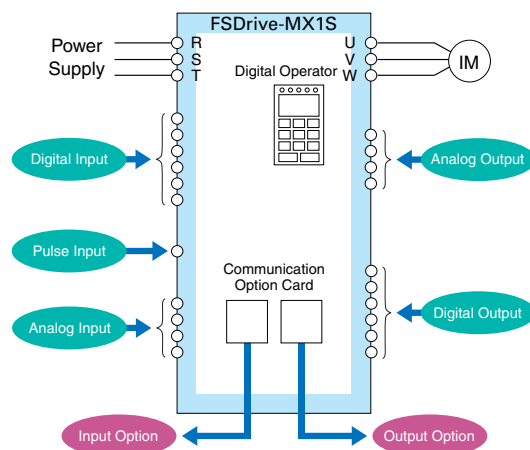 FSDrive-MX1S
Power
Supply
R
S
T
U
V
W
IM
Digital Operator
Digital Input
Analog Output
Pulse Input
Communication
Option Card
Analog Input
Digital Output
Input Option
Output Option